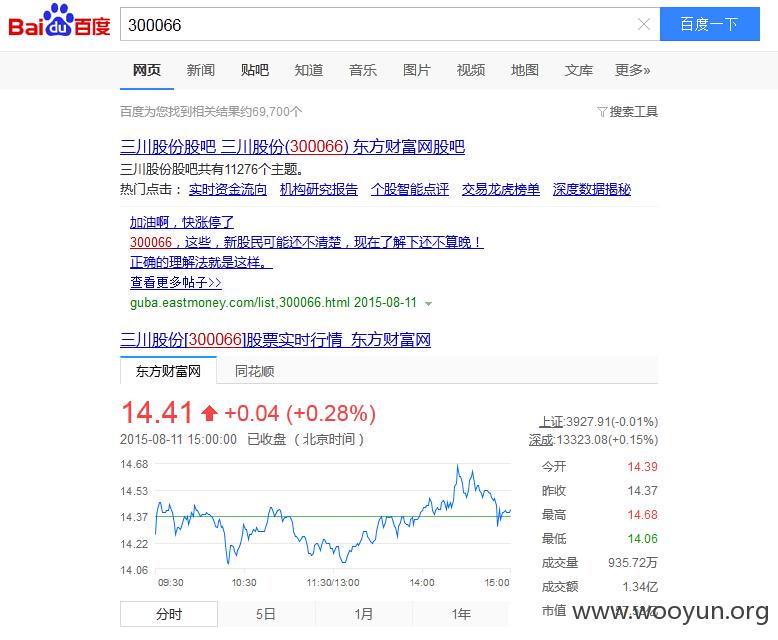 Bai du 百度 300066 百度一下
网页 新闻 贴吧 知道 音乐 图片 视频 地图 文库 更多»
百度为您找到相关结果约69,700个 搜索工具
三川股份股吧_三川股份(300066)_东方财富网股吧
三川股份股吧共有11276个主题。
热门点击： 实时资金流向 机构研究报告 个股智能点评 交易龙虎榜单 深度数据揭秘
加油啊，快涨停了
300066，这些，新股民可能还不清楚，现在了解下还不算晚！
正确的理解法就是这样。
查看更多帖子>>
guba.eastmoney.com/list,300066.html 2015-08-11
三川股份[300066]股票实时行情_东方财富网
东方财富网 同花顺
14.41 +0.04 (+0.28%)
2015-08-11 15:00:00 已收盘 （北京时间）
上证:3927.91(-0.01%)
深成:13323.08(+0.15%)
14.68
14.53
14.37
14.22
14.06
09:30 10:30 11:30/13:00 14:00 15:00
今开 14.39
昨收 14.37
最高 14.68
最低 14.06
成交量 935.72万
成交额 1.34亿
市值
分时 5日 1月 1年
www.wooyun.org